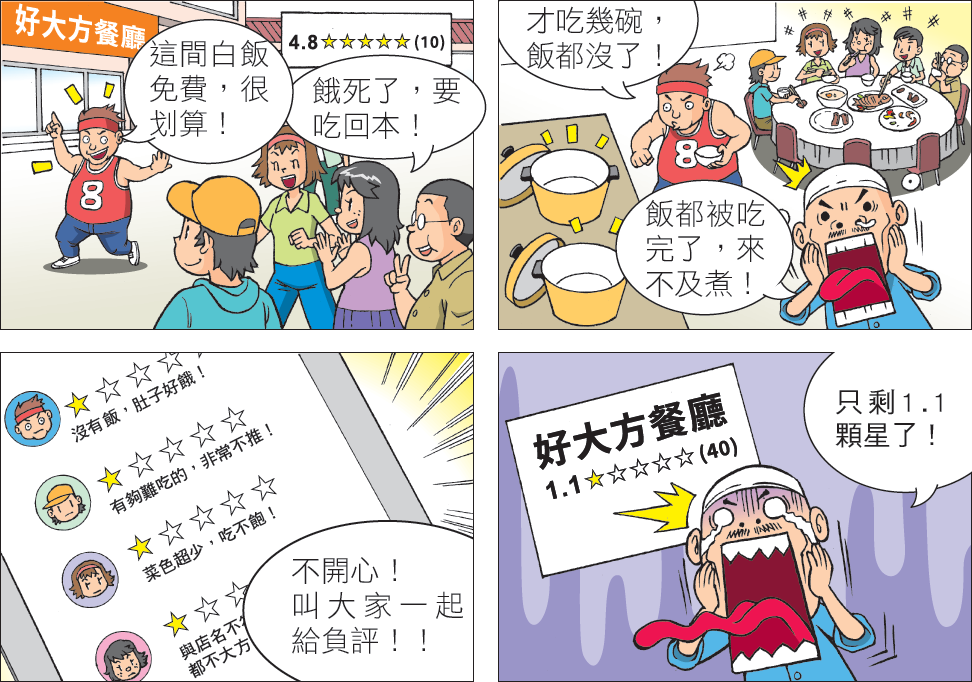 好大方餐廳
4.8★★★★★(10)
這間白飯
免費，很
划算！
餓死了，要
吃回本！
8
才吃幾碗，
飯都沒了！
8
飯都被吃
完了，來
不及煮！
★☆☆☆
沒有飯，肚子好餓！
★☆☆☆☆
有夠難吃的，非常不推！
★☆☆☆☆
菜色超少，吃不飽！
★☆☆
與店名不
都不大方
不開心！
叫大家一起
給負評！！
好大方餐廳
1.1★☆☆☆☆(40)
只剩1.1
顆星了！